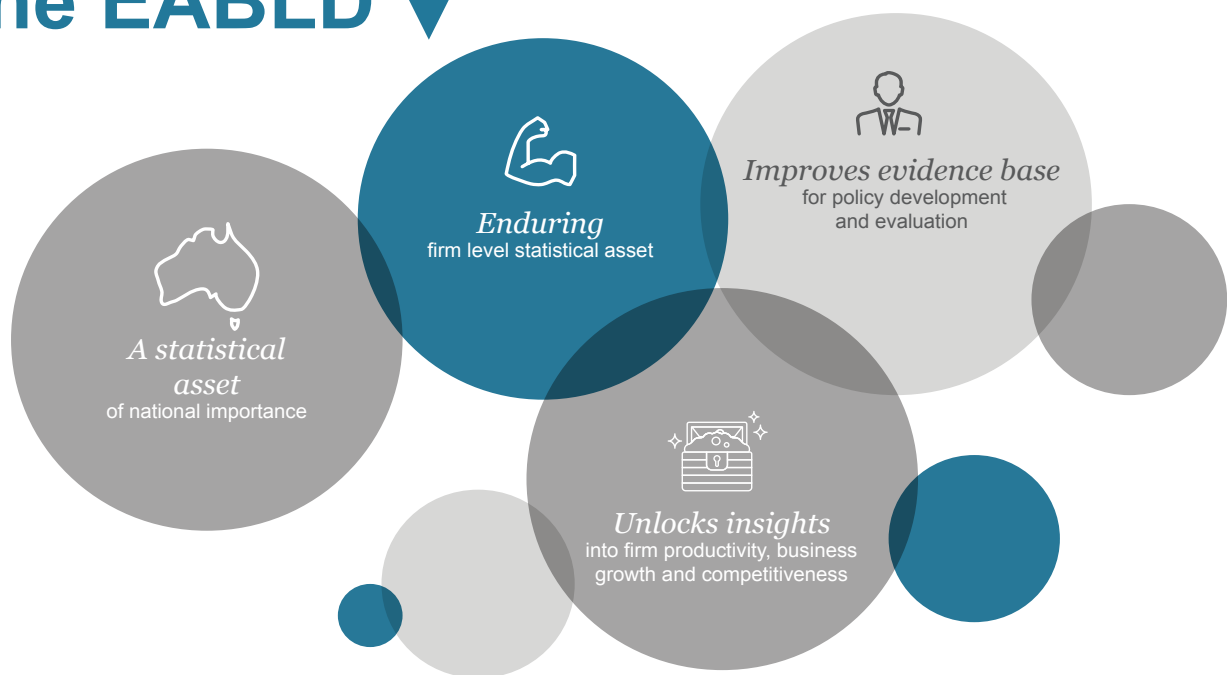 he EABLD
A statistical
asset
of national importance
Enduring
firm level statistical asset
Improves evidence base
for policy development
and evaluation
Unlocks insights
into firm productivity, business
growth and competitiveness